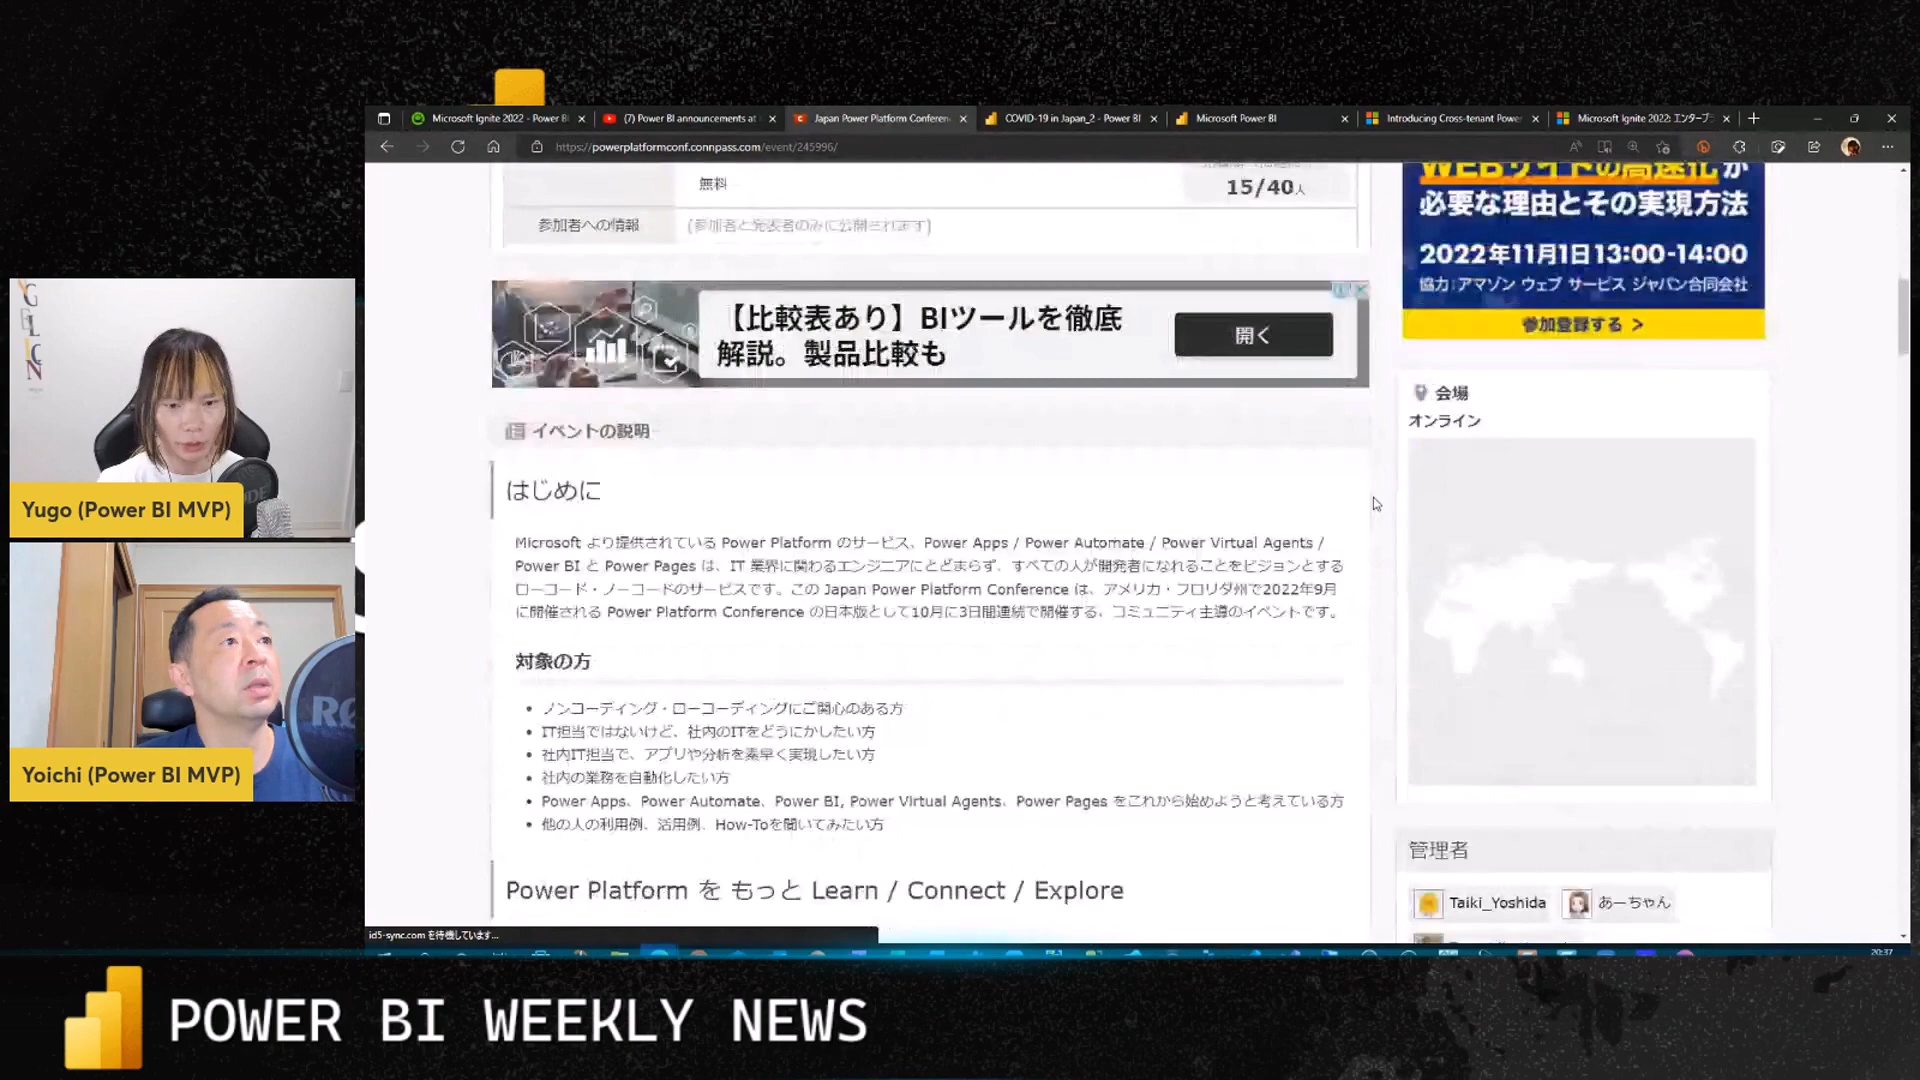 Microsoft Ignite 2022 - Power B
(7) Power BI announcements at
Japan Power Platform Conferen
COVID-19 in Japan_2 - Power BI
Microsoft Power BI
Introducing Cross-tenant Power
Microsoft Ignite 2022: エンタープ
https://powerplatformconf.connpass.com/event/245996/
無料
15/40人
参加者への情報
(参加者と発表者のみに公開されます)
WEBサイトの高速化が
必要な理由とその実現方法
2022年11月1日13:00-14:00
協力:アマゾン ウェブ サービス ジャパン合同会社
参加登録する >
【比較表あり】BIツールを徹底
解説。製品比較も
開く
イベントの説明
はじめに
Microsoft より提供されている Power Platform のサービス、Power Apps / Power Automate / Power Virtual Agents /
Power BI と Power Pages は、IT 業界に関わるエンジニアにとどまらず、すべての人が開発者になれることをビジョンとする
ローコード・ノーコードのサービスです。この Japan Power Platform Conference は、アメリカ・フロリダ州で2022年9月
に開催される Power Platform Conference の日本版として10月に3日間連続で開催する、コミュニティ主導のイベントです。
対象の方
• ノンコーディング・ローコーディングにご関心のある方
• IT担当ではないけど、社内のITをどうにかしたい方
• 社内IT担当で、アプリや分析を素早く実現したい方
• 社内の業務を自動化したい方
• Power Apps、Power Automate、Power BI, Power Virtual Agents、Power Pages をこれから始めようと考えている方
• 他の人の利用例、活用例、How-Toを聞いてみたい方
Power Platform を もっと Learn / Connect / Explore
会場
オンライン
管理者
Taiki_Yoshida
あーちゃん
id5-sync.com を待機しています...
20:37
Yugo (Power BI MVP)
Yoichi (Power BI MVP)
POWER BI WEEKLY NEWS